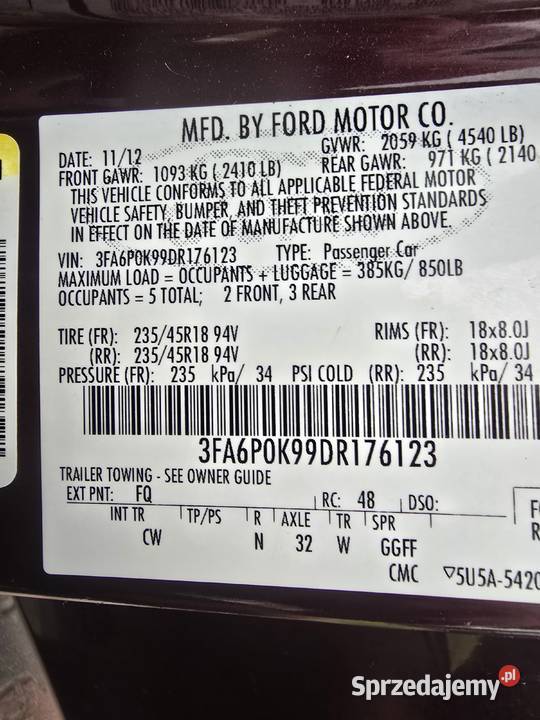 MFD. BY FORD MOTOR CO.
DATE: 11/12 GVWR: 2059 KG ( 4540 LB)
FRONT GAWR: 1093 KG ( 2410 LB) REAR GAWR: 971 KG ( 2140
THIS VEHICLE CONFORMS TO ALL APPLICABLE FEDERAL MOTOR
VEHICLE SAFETY, BUMPER, AND THEFT PREVENTION STANDARDS
IN EFFECT ON THE DATE OF MANUFACTURE SHOWN ABOVE.
VIN: 3FA6P0K99DR176123 TYPE: Passenger Car
MAXIMUM LOAD = OCCUPANTS + LUGGAGE = 385KG/ 850LB
OCCUPANTS = 5 TOTAL; 2 FRONT, 3 REAR
TIRE (FR): 235/45R18 94V RIMS (FR): 18x8.0J
(RR): 235/45R18 94V (RR): 18x8.0J
PRESSURE (FR): 235 kPa/ 34 PSI COLD (RR): 235 kPa/ 34
3FA6P0K99DR176123
TRAILER TOWING - SEE OWNER GUIDE
EXT PNT: FQ RC: 48 DSO:
INT TR TP/PS R AXLE TR SPR
CW N 32 W GGFF
CMC ▽5U5A-5420
Sprzedajemy.pl